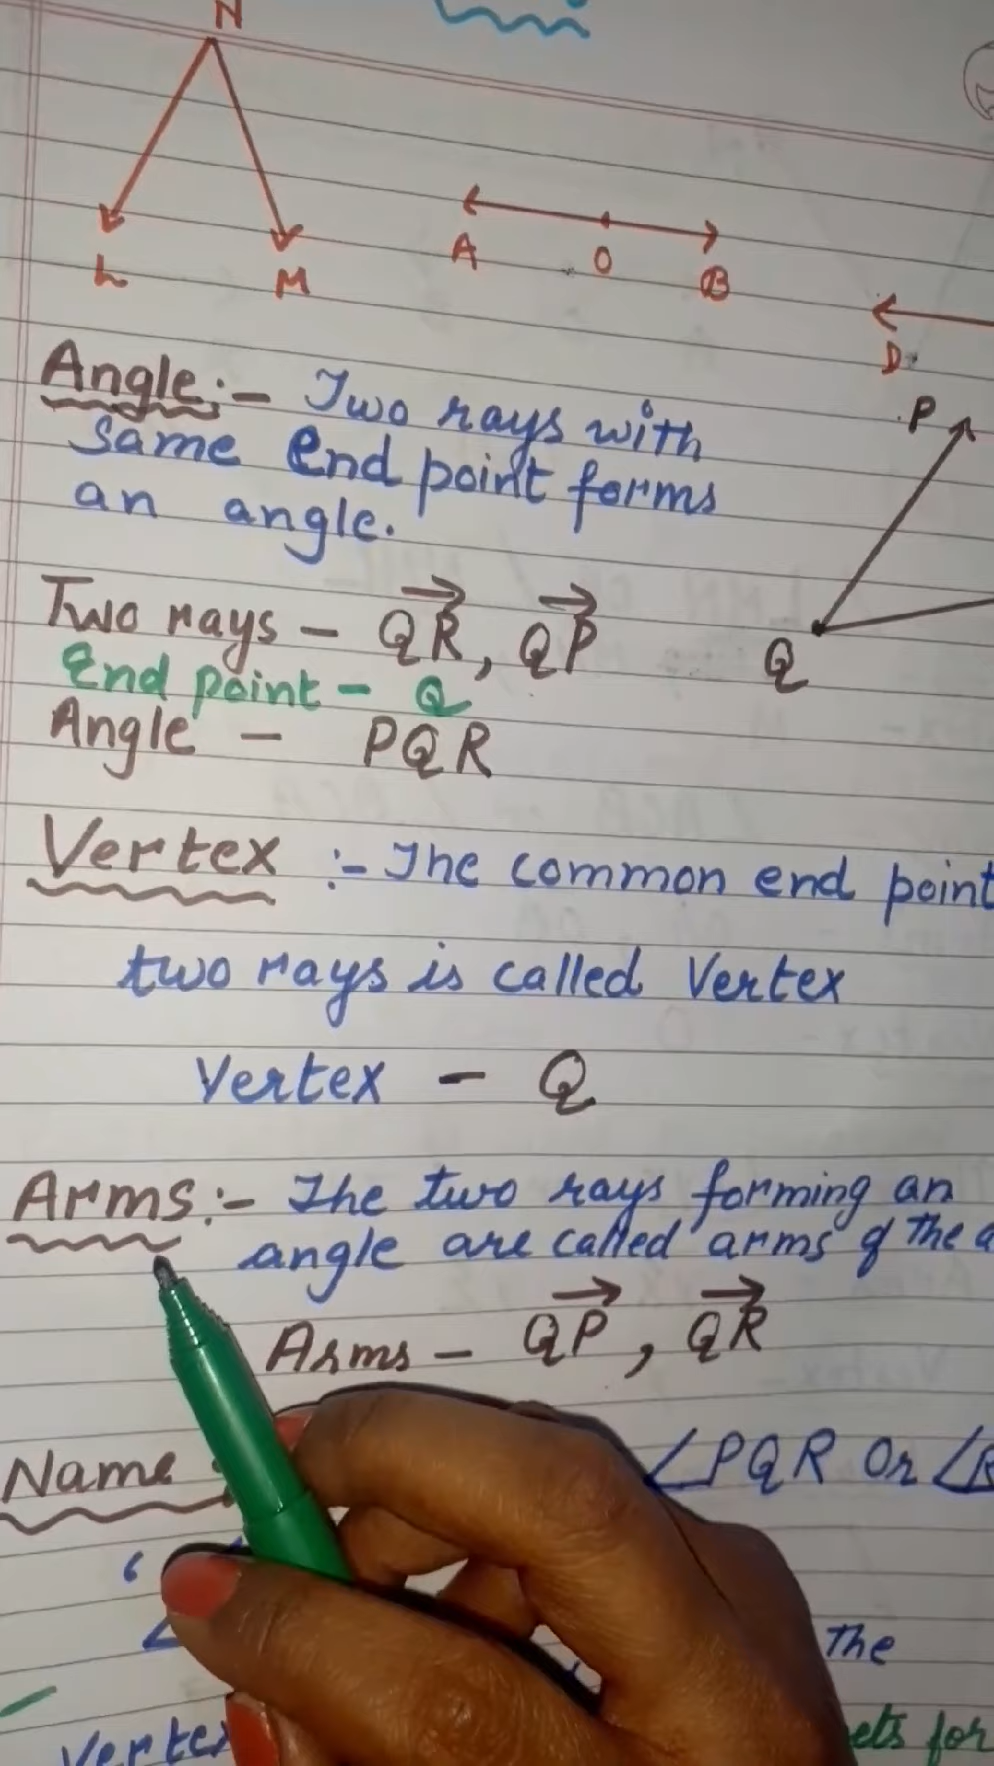 N
L M A O B
D
Angle :- Two rays with
same end point forms
an angle.
P
Q
Two rays - QR, QP
End point - Q
Angle - PQR
Vertex :- The common end point
two rays is called Vertex
Vertex - Q
Arms :- The two rays forming an
angle are called arms of the
Arms - QP, QR
Name ∠PQR Or ∠R
∠ The
Vertex for